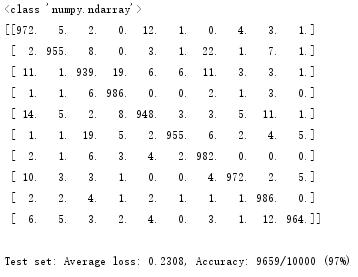 <class 'numpy.ndarray'>
[[972. 5. 2. 0. 12. 1. 0. 4. 3. 1.]
[ 2. 955. 8. 0. 3. 1. 22. 1. 7. 1.]
[ 11. 1. 939. 19. 6. 6. 11. 3. 3. 1.]
[ 1. 1. 6. 986. 0. 0. 2. 1. 3. 0.]
[ 14. 5. 2. 8. 948. 3. 3. 5. 11. 1.]
[ 1. 1. 19. 5. 2. 955. 6. 2. 4. 5.]
[ 2. 1. 6. 3. 4. 2. 982. 0. 0. 0.]
[ 10. 3. 3. 1. 0. 0. 4. 972. 2. 5.]
[ 2. 2. 4. 1. 2. 1. 1. 1. 986. 0.]
[ 6. 5. 3. 2. 4. 0. 3. 1. 12. 964.]]
Test set: Average loss: 0.2308, Accuracy: 9659/10000 (97%)